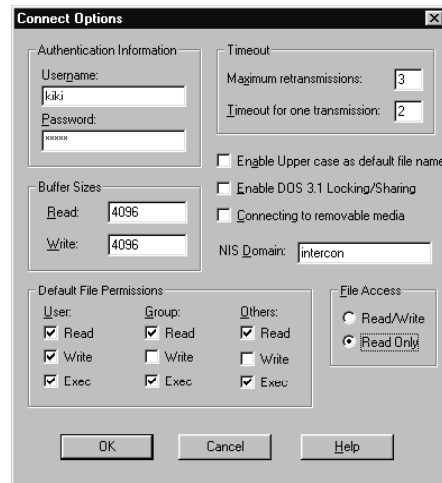 Connect Options
Authentication Information
Username:
kiki
Password:
*****
Timeout
Maximum retransmissions: 3
Timeout for one transmission: 2
Enable Upper case as default file name
Enable DOS 3.1 Locking/Sharing
Connecting to removable media
Buffer Sizes
Read: 4096
Write: 4096
NIS Domain: intercon
Default File Permissions
User: Group: Others:
Read Read Read
Write Write Write
Exec Exec Exec
File Access
Read/Write
Read Only
OK Cancel Help